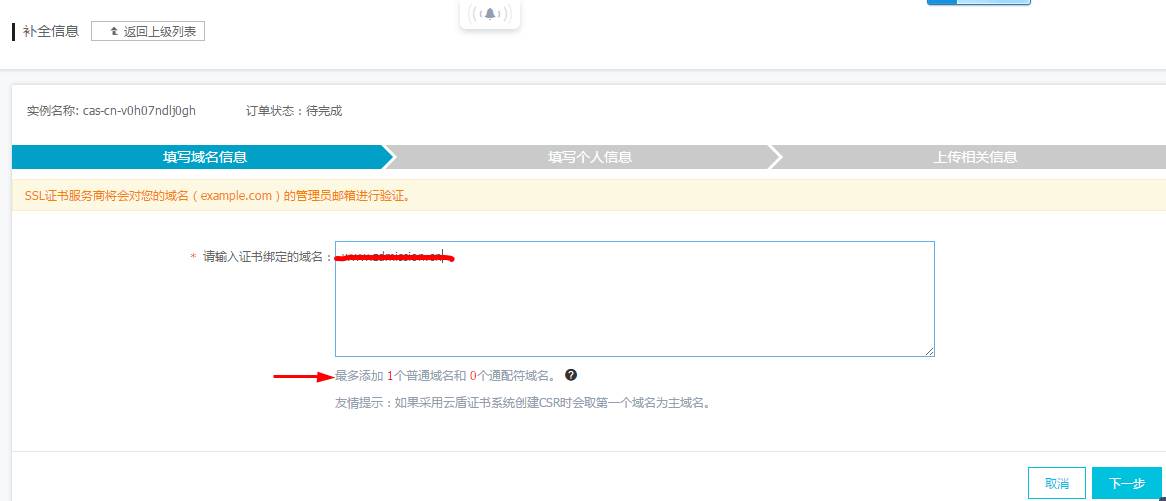 补全信息 返回上级列表
实例名称: cas-cn-v0h07ndlj0gh 订单状态：待完成
填写域名信息 填写个人信息 上传相关信息
SSL证书服务商将会对您的域名（example.com）的管理员邮箱进行验证。
* 请输入证书绑定的域名：
最多添加 1个普通域名和 0个通配符域名。
友情提示：如果采用云盾证书系统创建CSR时会取第一个域名为主域名。
取消 下一步